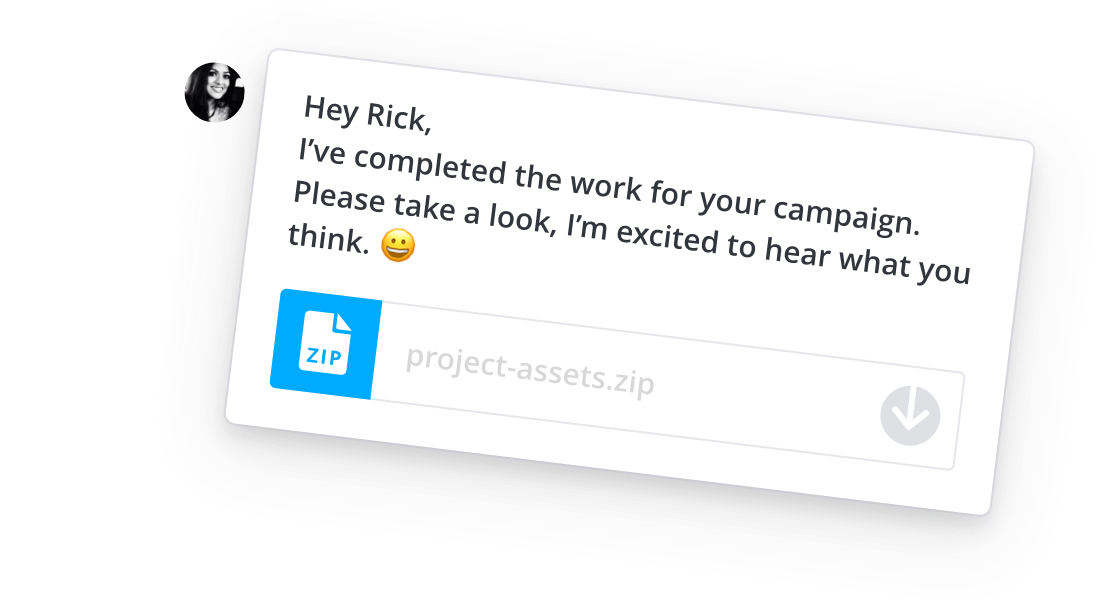 Hey Rick,
I’ve completed the work for your campaign.
Please take a look, I’m excited to hear what you
think. 😀
ZIP
project-assets.zip